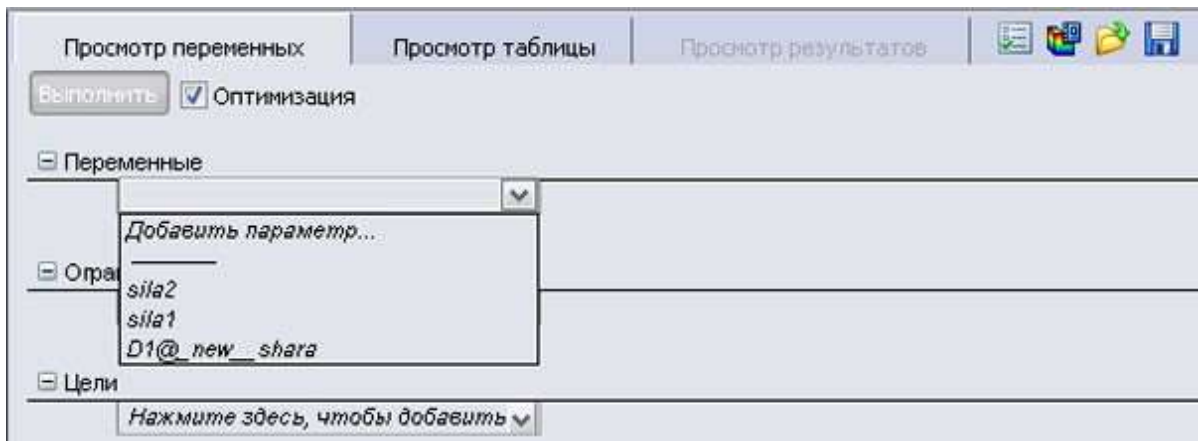 Просмотр переменных Просмотр таблицы Просмотр результатов
Выполнить Оптимизация
Переменные
Добавить параметр...
Огра
sila2
sila1
D1@_new__shara
Цели
Нажмите здесь, чтобы добавить